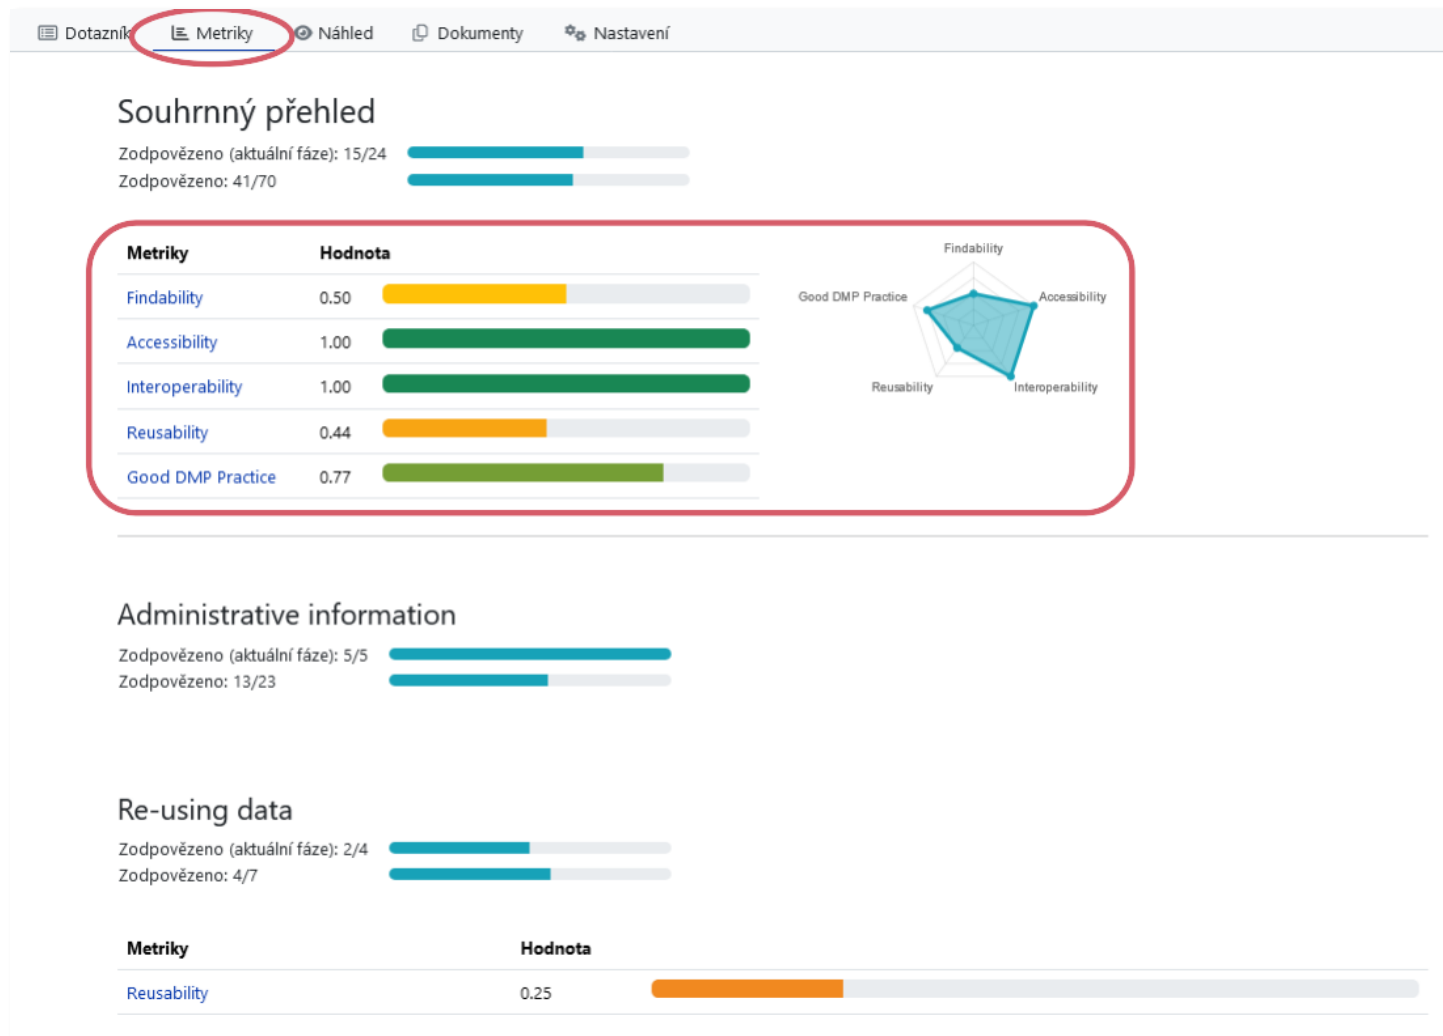 Dotazník Metriky Náhled Dokumenty Nastavení
Souhrnný přehled
Zodpovězeno (aktuální fáze): 15/24
Zodpovězeno: 41/70
Metriky Hodnota
Findability 0.50
Accessibility 1.00
Interoperability 1.00
Reusability 0.44
Good DMP Practice 0.77
Findability
Good DMP Practice Accessibility
Reusability Interoperability
Administrative information
Zodpovězeno (aktuální fáze): 5/5
Zodpovězeno: 13/23
Re-using data
Zodpovězeno (aktuální fáze): 2/4
Zodpovězeno: 4/7
Metriky Hodnota
Reusability 0.25